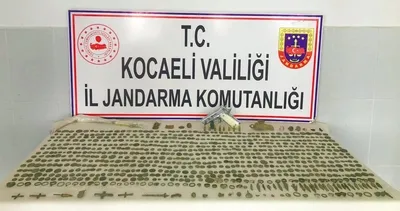 T.C.
KOCAELİ VALİLİĞİ
İL JANDARMA KOMUTANLIĞI